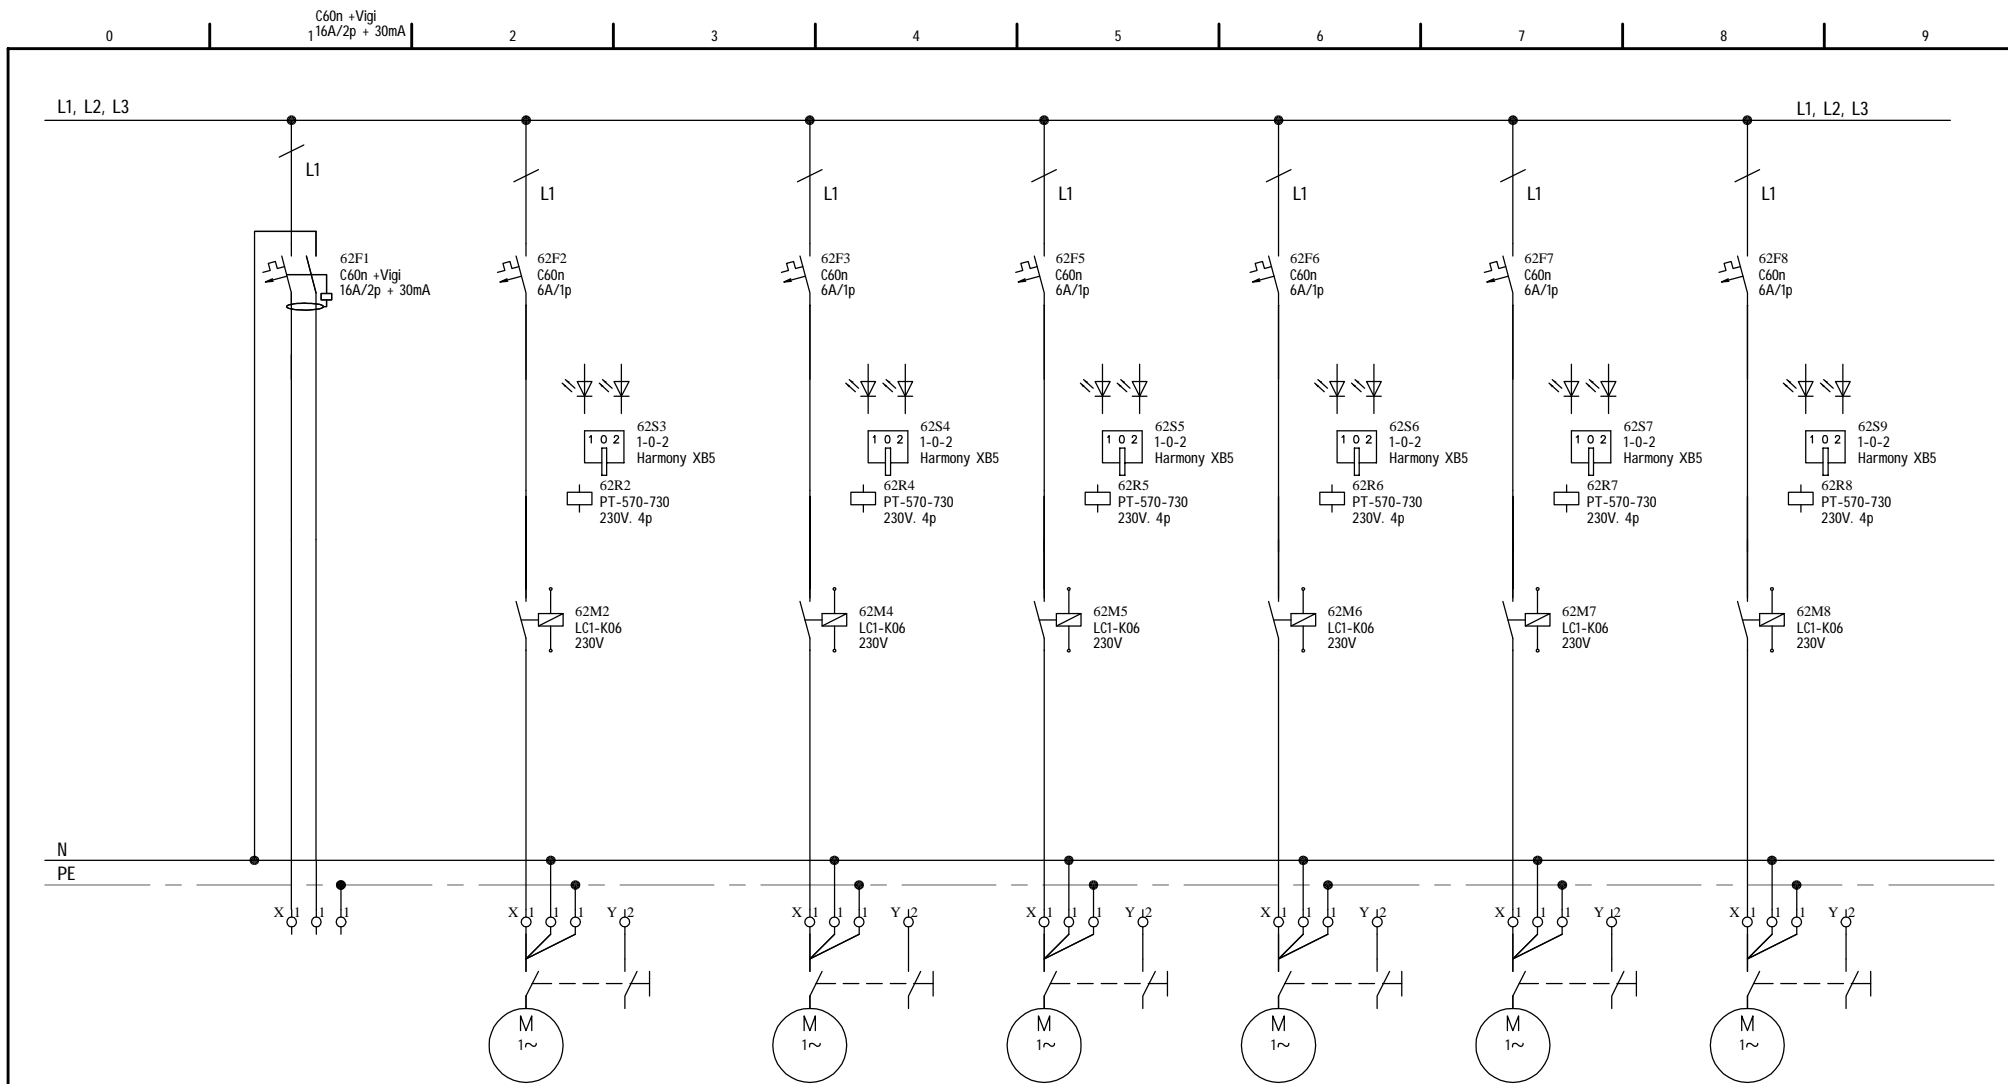 C60n +Vigi
16A/2p + 30mA
0 1 2 3 4 5 6 7 8 9
L1, L2, L3 L1, L2, L3
L1 L1 L1 L1 L1 L1 L1
62F1
C60n +Vigi
16A/2p + 30mA
62F2
C60n
6A/1p
62F3
C60n
6A/1p
62F5
C60n
6A/1p
62F6
C60n
6A/1p
62F7
C60n
6A/1p
62F8
C60n
6A/1p
1 0 2
62S3
1-0-2
Harmony XB5
1 0 2
62S4
1-0-2
Harmony XB5
1 0 2
62S5
1-0-2
Harmony XB5
1 0 2
62S6
1-0-2
Harmony XB5
1 0 2
62S7
1-0-2
Harmony XB5
1 0 2
62S9
1-0-2
Harmony XB5
62R2
PT-570-730
230V. 4p
62R4
PT-570-730
230V. 4p
62R5
PT-570-730
230V. 4p
62R6
PT-570-730
230V. 4p
62R7
PT-570-730
230V. 4p
62R8
PT-570-730
230V. 4p
62M2
LC1-K06
230V
62M4
LC1-K06
230V
62M5
LC1-K06
230V
62M6
LC1-K06
230V
62M7
LC1-K06
230V
62M8
LC1-K06
230V
N
PE
X 1 1 1 X 1 1 1 Y 2 X 1 1 1 Y 2 X 1 1 1 Y 2 X 1 1 1 Y 2 X 1 1 1 Y 2 X 1 1 1 Y 2
M
1~
M
1~
M
1~
M
1~
M
1~
M
1~